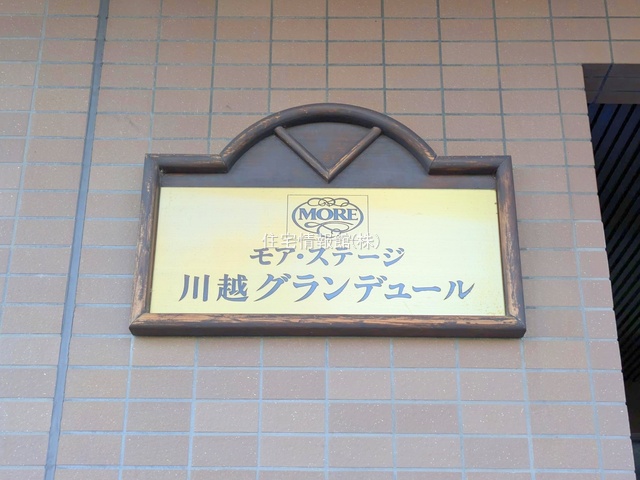 MORE
住宅情報館(株)
モア・ステージ
川越グランデュール